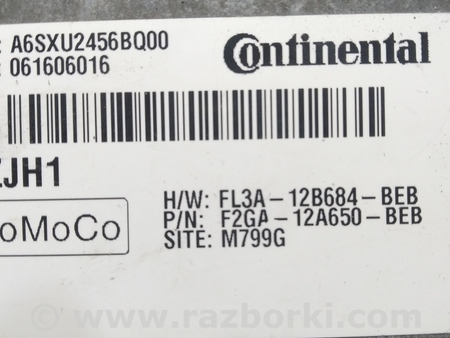 : A6SXU2456BQ00
: 061606016
Continental
JH1
oMoCo
H/W: FL3A-12B684-BEB
P/N: F2GA-12A650-BEB
SITE: M799G
© www.razborki.com